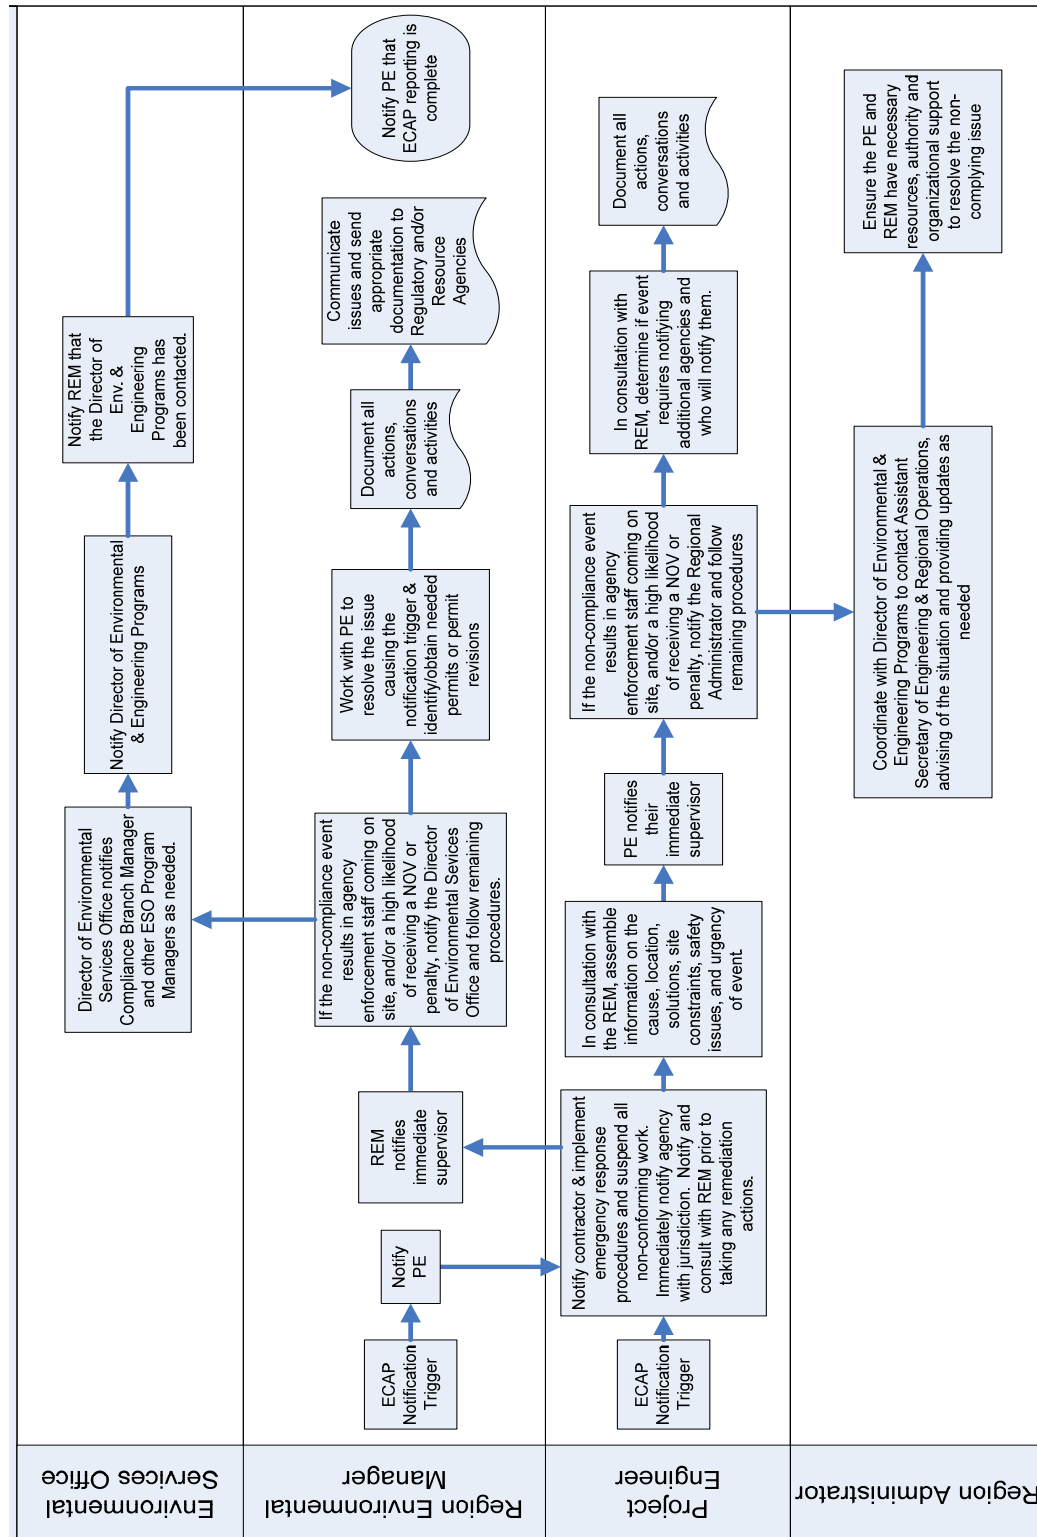 Environmental
Services Office
Director of Environmental
Services Office notifies
Compliance Branch Manager
and other ESO Program
Managers as needed.
Notify Director of Environmental
& Engineering Programs
Notify REM that
the Director of
Env. &
Engineering
Programs has
been contacted.
Region Environmental
Manager
ECAP
Notification
Trigger
Notify
PE
REM
notifies
immediate
supervisor
If the non-compliance event
results in agency
enforcement staff coming on
site, and/or a high likelihood
of receiving a NOV or
penalty, notify the Director
of Environmental Sevices
Office and follow remaining
procedures.
Work with PE to
resolve the issue
causing the
notification trigger &
identify/obtain needed
permits or permit
revisions
Document all
actions,
conversations
and activities
Communicate
issues and send
appropriate
documentation to
Regulatory and/or
Resource
Agencies
Notify PE that
ECAP reporting is
complete
Project
Engineer
ECAP
Notification
Trigger
Notify contractor & implement
emergency response
procedures and suspend all
non-conforming work.
Immediately notify agency
with jurisdiction. Notify and
consult with REM prior to
taking any remediation
actions.
In consultation with
the REM, assemble
information on the
cause, location,
solutions, site
constraints, safety
issues, and urgency
of event.
PE notifies
their
immediate
supervisor
If the non-compliance event
results in agency
enforcement staff coming on
site, and/or a high likelihood
of receiving a NOV or
penalty, notify the Regional
Administrator and follow
remaining procedures
In consultation with
REM, determine if event
requires notifying
additional agencies and
who will notify them.
Document all
actions,
conversations
and activities
Region Administrator
Coordinate with Director of Environmental &
Engineering Programs to contact Assistant
Secretary of Engineering & Regional Operations,
advising of the situation and providing updates as
needed
Ensure the PE and
REM have necessary
resources, authority and
organizational support
to resolve the non-
complying issue